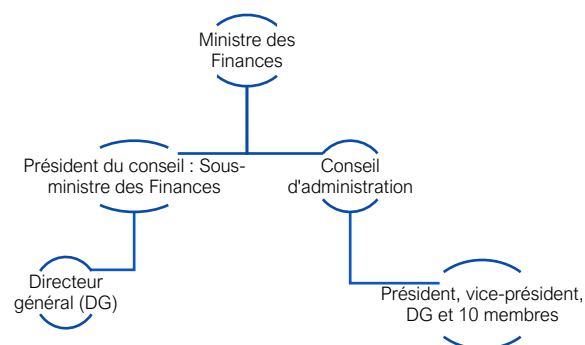 Ministre des
Finances
Président du conseil : Sous-
ministre des Finances
Conseil
d'administration
Directeur
général (DG)
Président, vice-président,
DG et 10 membres